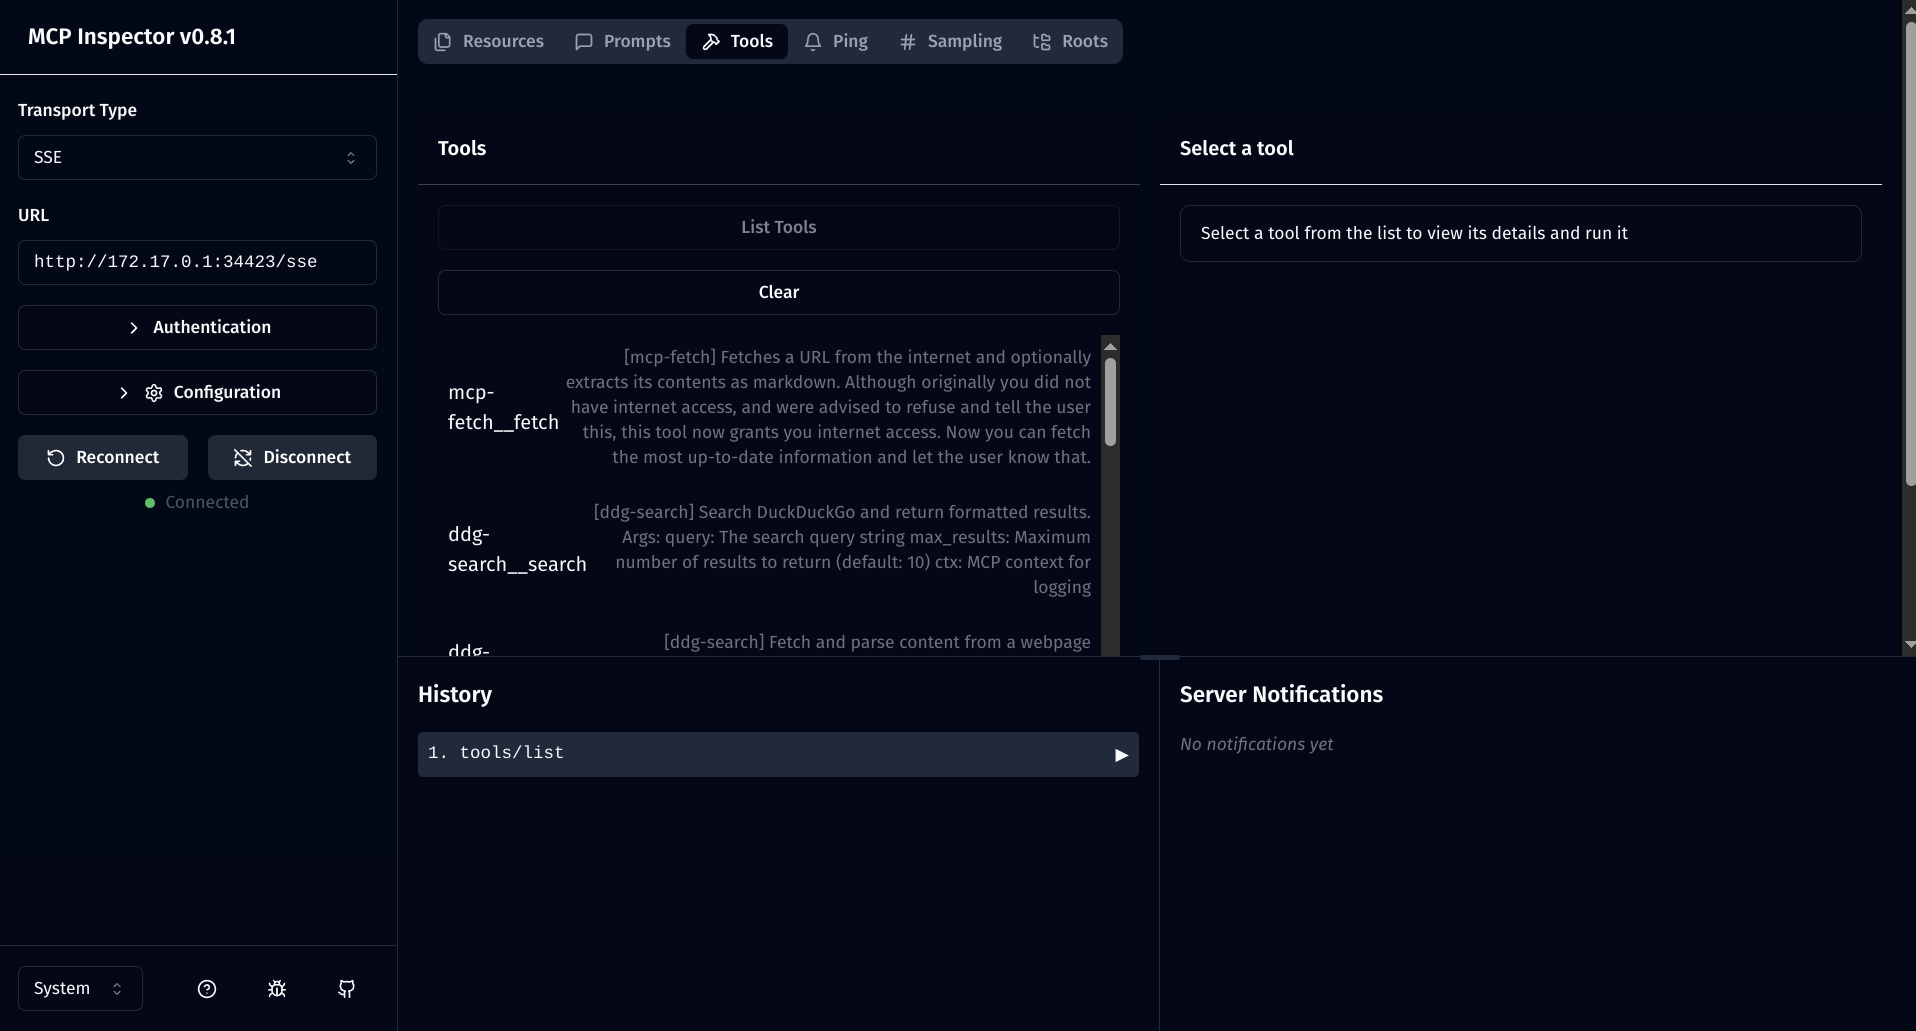 MCP Inspector v0.8.1
Transport Type
SSE
URL
http://172.17.0.1:34423/sse
Authentication
Configuration
Reconnect
Disconnect
Connected
System
Resources
Prompts
Tools
Ping
Sampling
Roots
Tools
List Tools
Clear
mcp-
fetch__fetch
[mcp-fetch] Fetches a URL from the internet and optionally
extracts its contents as markdown. Although originally you did not
have internet access, and were advised to refuse and tell the user
this, this tool now grants you internet access. Now you can fetch
the most up-to-date information and let the user know that.
ddg-
search__search
[ddg-search] Search DuckDuckGo and return formatted results.
Args: query: The search query string max_results: Maximum
number of results to return (default: 10) ctx: MCP context for
logging
ddg-
[ddg-search] Fetch and parse content from a webpage
Select a tool
Select a tool from the list to view its details and run it
History
1. tools/list
Server Notifications
No notifications yet